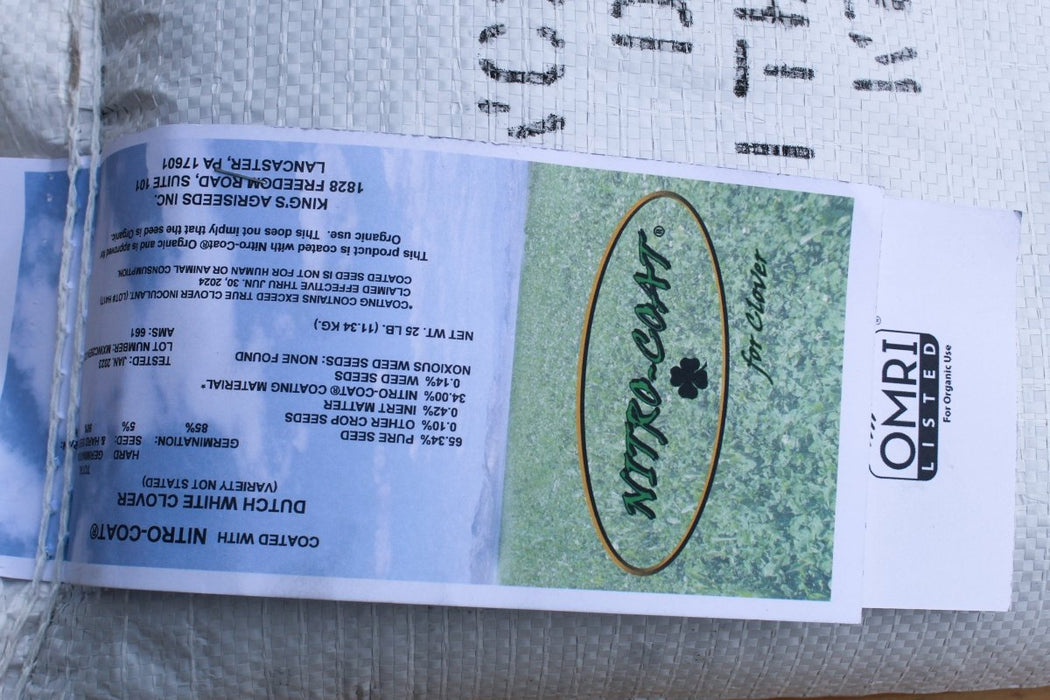 COATED WITH NITRO-COAT®
DUTCH WHITE CLOVER
(VARIETY NOT STATED)
65.34% PURE SEED
0.10% OTHER CROP SEEDS
0.42% INERT MATTER
34.00% NITRO-COAT® COATING MATERIAL*
0.14% WEED SEEDS
NOXIOUS WEED SEEDS: NONE FOUND
GERMINATION:
85%
HARD
SEED:
5%
NET WT. 25 LB. (11.34 KG.)
TESTED: JAN. 2023
LOT NUMBER:
AMS: 661
*COATING CONTAINS EXCEED TRUE CLOVER INOCULANT (LOT#
CLAIMED EFFECTIVE THRU JUN. 30, 2024
COATED SEED IS NOT FOR HUMAN OR ANIMAL CONSUMPTION.
This product is coated with Nitro-Coat® Organic and is approved for
Organic use. This does not imply that the seed is Organic.
KING'S AGRISEEDS INC.
1828 FREEDOM ROAD, SUITE 101
LANCASTER, PA 17601
NITRO-COAT®
for Clover
OMRI
LISTED
For Organic Use